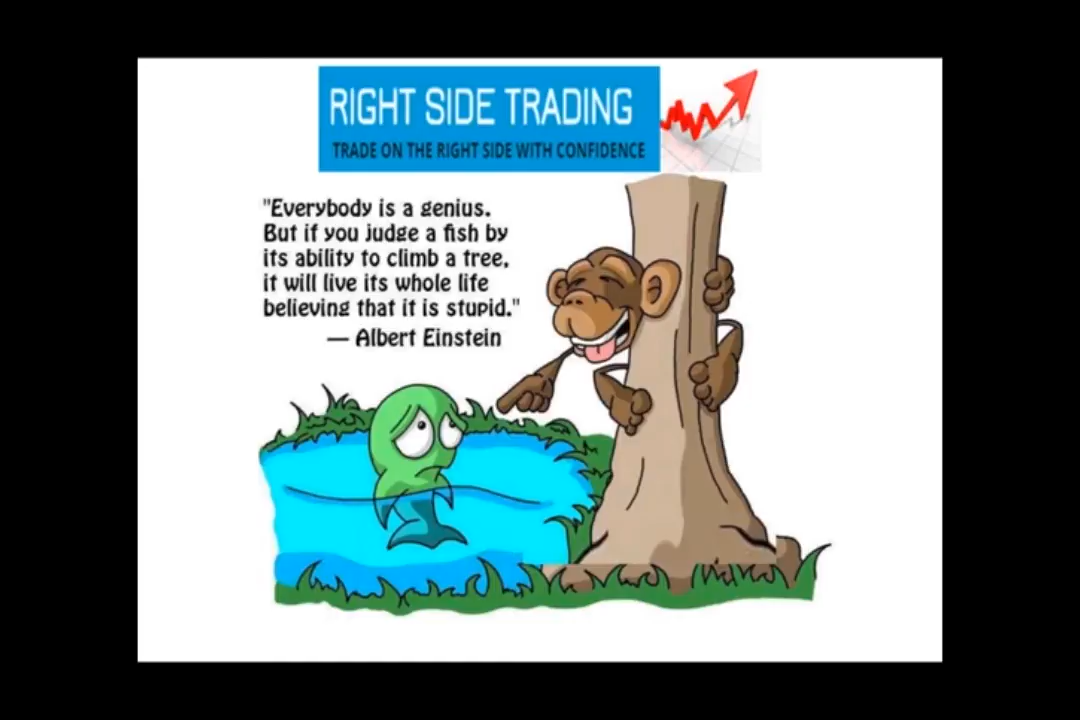 RIGHT SIDE TRADING
TRADE ON THE RIGHT SIDE WITH CONFIDENCE
"Everybody is a genius.
But if you judge a fish by
its ability to climb a tree,
it will live its whole life
believing that it is stupid."
— Albert Einstein